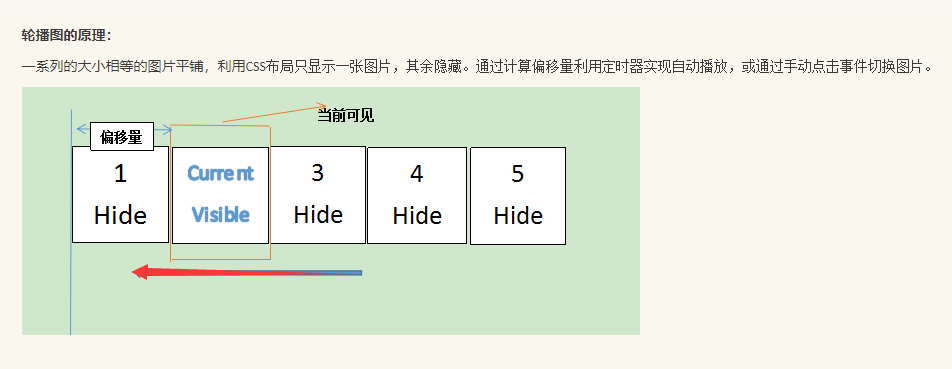 轮播图的原理：
一系列的大小相等的图片平铺，利用CSS布局只显示一张图片，其余隐藏。通过计算偏移量利用定时器实现自动播放，或通过手动点击事件切换图片。
当前可见
偏移量
1 Current 3 4 5
Hide Visible Hide Hide Hide